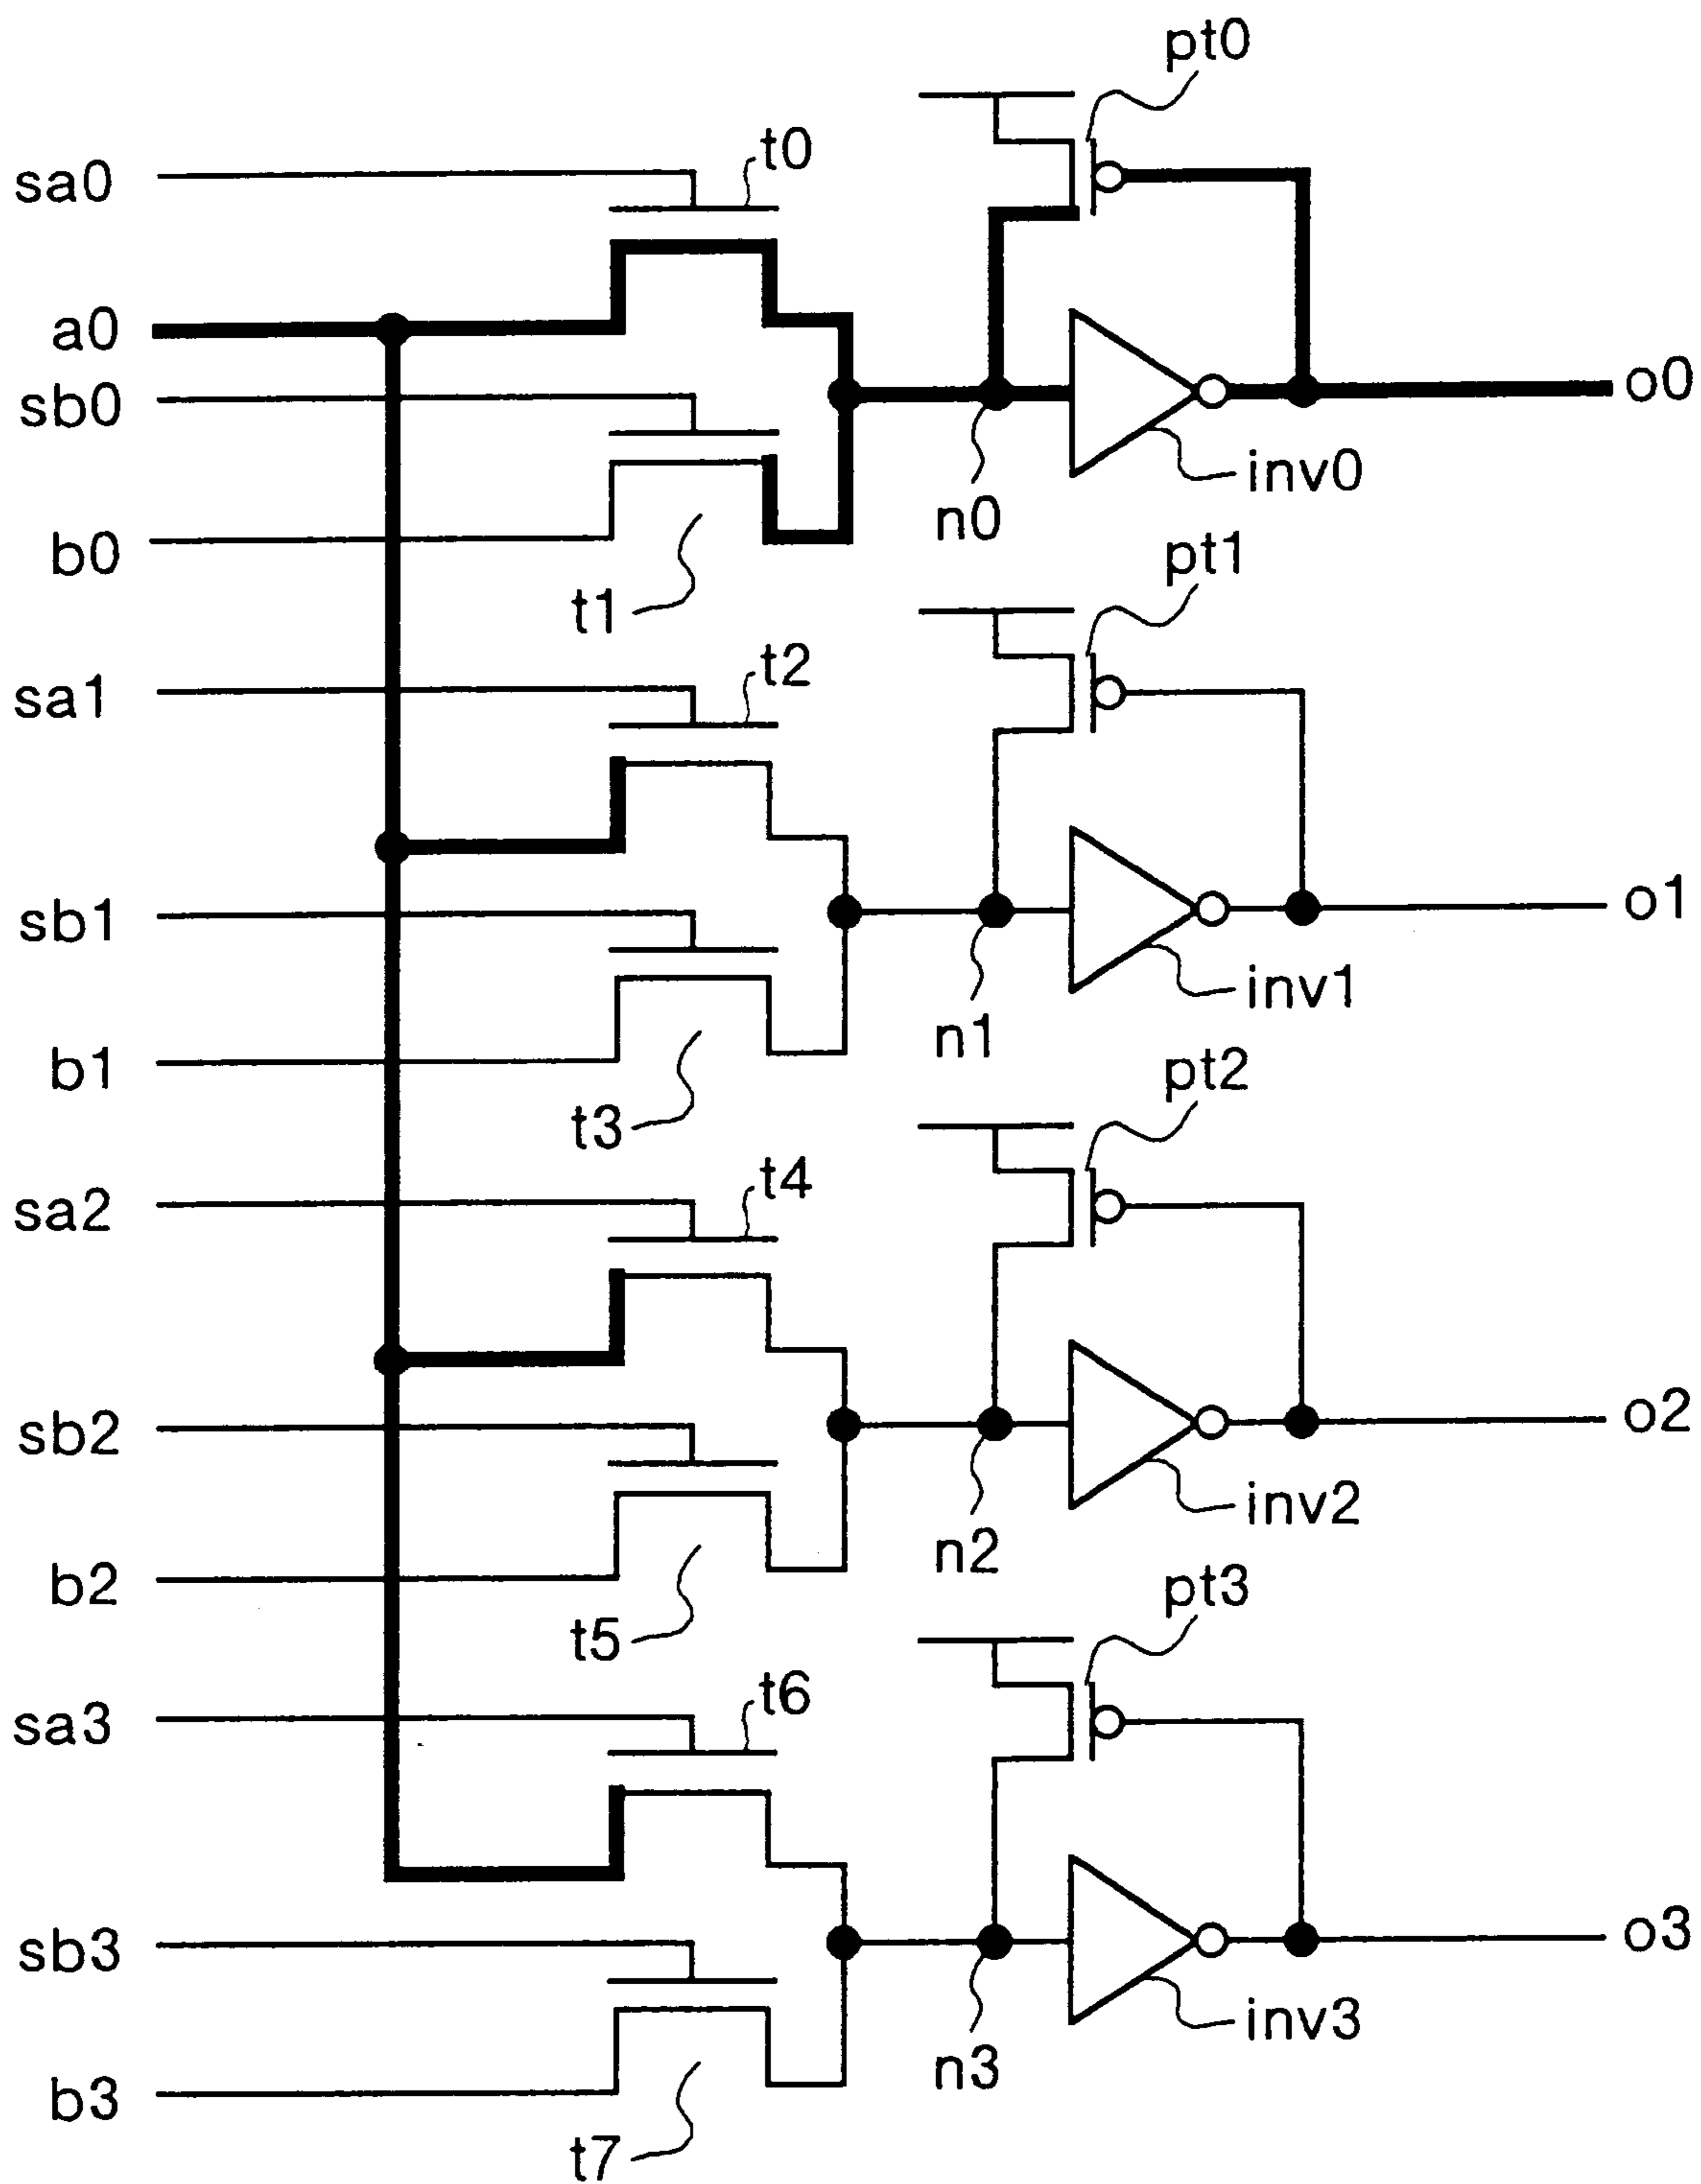 pt0
t0
sa0
a0
o0
sb0
inv0
n0
b0
pt1
t1
t2
sa1
o1
sb1
inv1
n1
b1
pt2
t3
t4
sa2
o2
sb2
inv2
n2
b2
pt3
t5
t6
sa3
o3
sb3
inv3
n3
b3
t7